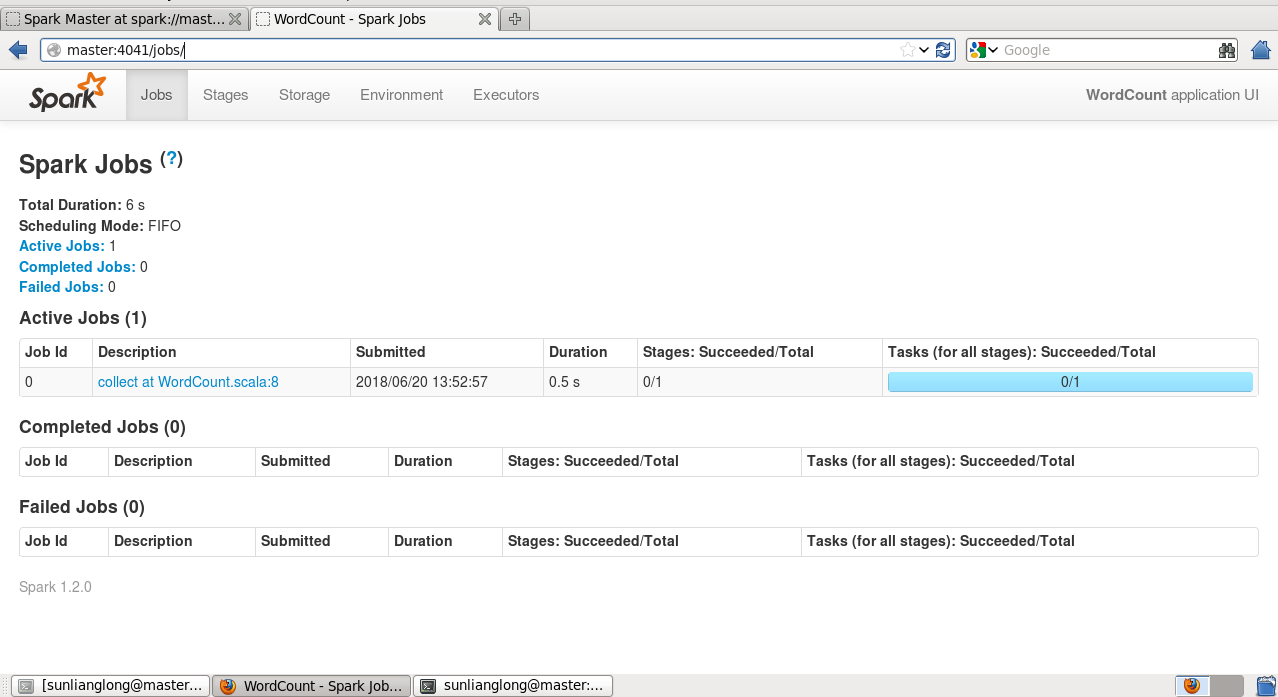 Spark Master at spark://mast... WordCount - Spark Jobs
master:4041/jobs/ Google
Spark Jobs Stages Storage Environment Executors WordCount application UI
Spark Jobs (?)
Total Duration: 6 s
Scheduling Mode: FIFO
Active Jobs: 1
Completed Jobs: 0
Failed Jobs: 0
Active Jobs (1)
Job Id Description Submitted Duration Stages: Succeeded/Total Tasks (for all stages): Succeeded/Total
0 collect at WordCount.scala:8 2018/06/20 13:52:57 0.5 s 0/1 0/1
Completed Jobs (0)
Job Id Description Submitted Duration Stages: Succeeded/Total Tasks (for all stages): Succeeded/Total
Failed Jobs (0)
Job Id Description Submitted Duration Stages: Succeeded/Total Tasks (for all stages): Succeeded/Total
Spark 1.2.0
[sunlianglong@master... WordCount - Spark Job... sunlianglong@master:...